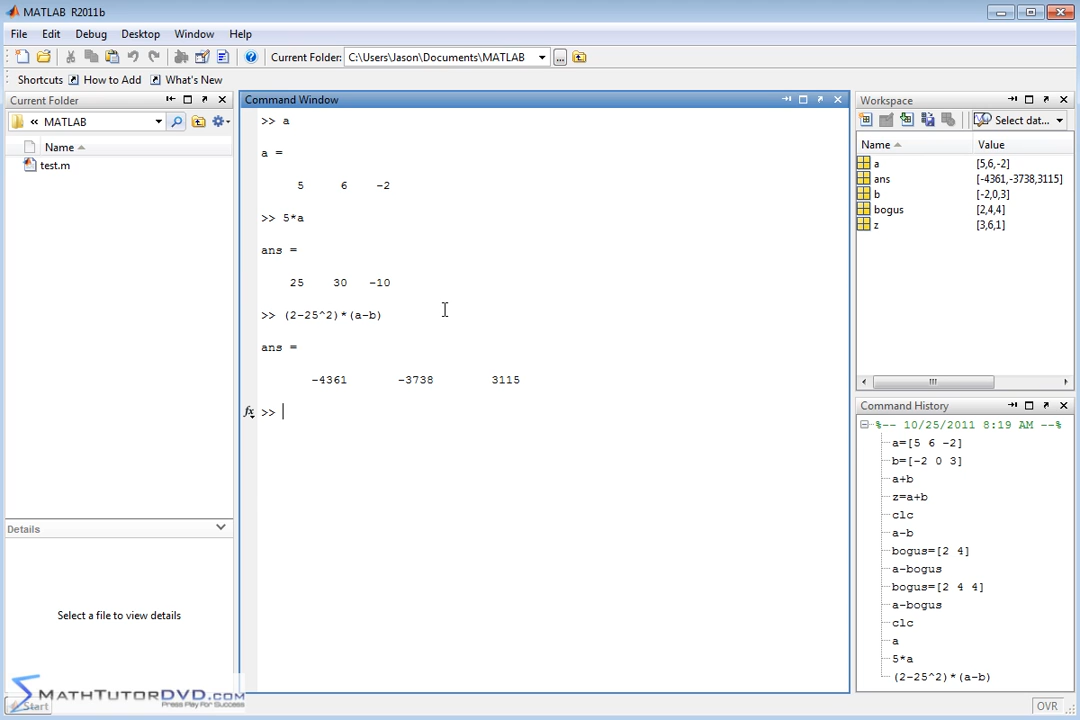 MATLAB R2011b
File Edit Debug Desktop Window Help
Current Folder: C:\Users\Jason\Documents\MATLAB ...
Shortcuts How to Add What's New
Current Folder
« MATLAB
Name
test.m
Details
Select a file to view details
Command Window
>> a
a =
5 6 -2
>> 5*a
ans =
25 30 -10
>> (2-25^2)*(a-b)
ans =
-4361 -3738 3115
fx >>
Workspace
Select dat...
Name Value
a [5,6,-2]
ans [-4361,-3738,3115]
b [-2,0,3]
bogus [2,4,4]
z [3,6,1]
Command History
%-- 10/25/2011 8:19 AM --%
a=[5 6 -2]
b=[-2 0 3]
a+b
z=a+b
clc
a-b
bogus=[2 4]
a-bogus
bogus=[2 4 4]
a-bogus
clc
a
5*a
(2-25^2)*(a-b)
MATHTUTORDVD.COM
Press Play For Success
Start
OVR